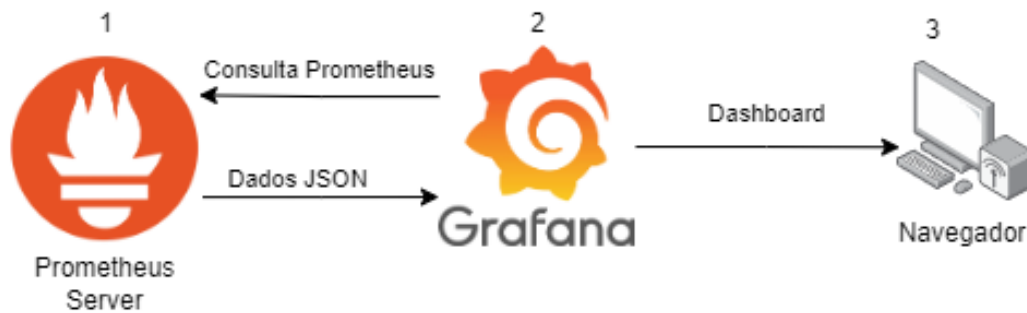 1
2
3
Consulta Prometheus
Dashboard
Dados JSON
Grafana
Navegador
Prometheus
Server